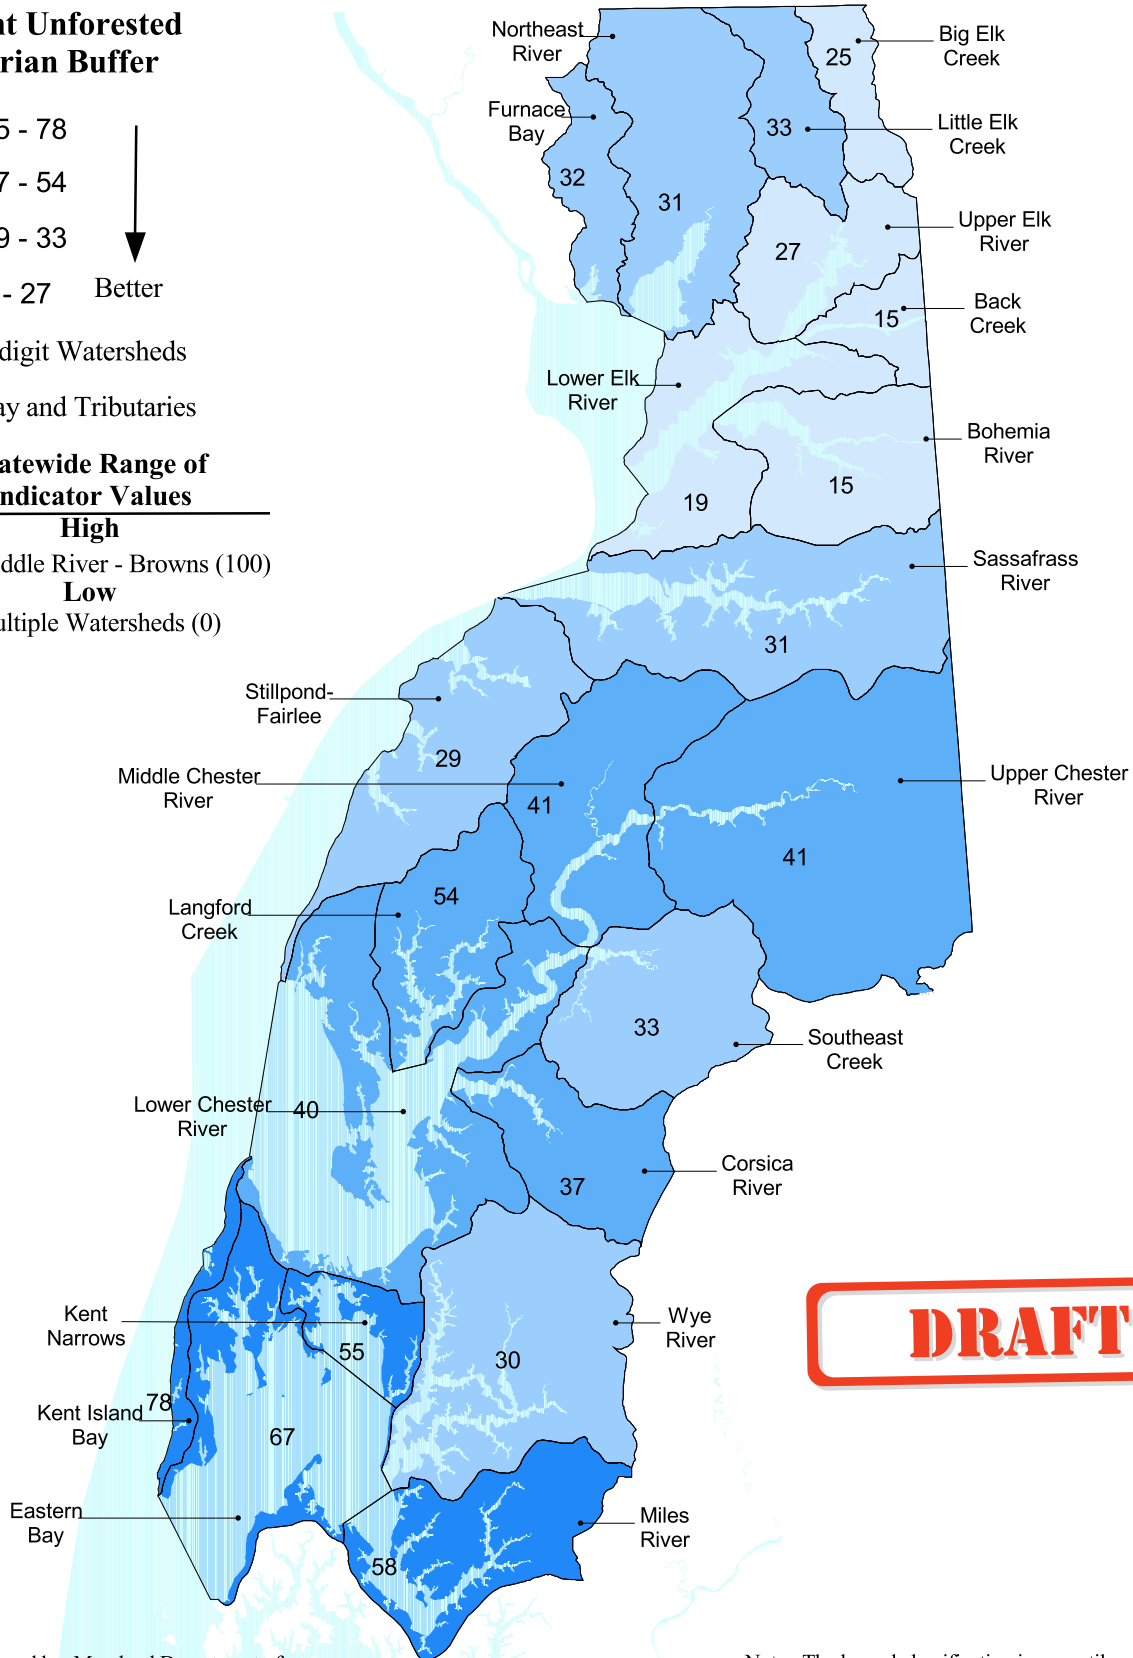 nt Unforested
rian Buffer
5 - 78
7 - 54
9 - 33
- 27
Better
digit Watersheds
ay and Tributaries
atewide Range of
ndicator Values
High
ddle River - Browns (100)
Low
ultiple Watersheds (0)
Northeast
River
Big Elk
Creek
25
Furnace
Bay
33
Little Elk
Creek
32
31
Upper Elk
River
27
Back
Creek
15
Lower Elk
River
Bohemia
River
15
19
Sassafrass
River
31
Stillpond-
Fairlee
29
Middle Chester
River
41
Upper Chester
River
41
54
Langford
Creek
33
Southeast
Creek
Lower Chester
River
40
Corsica
River
37
Kent
Narrows
55
Wye
River
30
DRAFT
78
Kent Island
Bay
67
Eastern
Bay
Miles
River
58